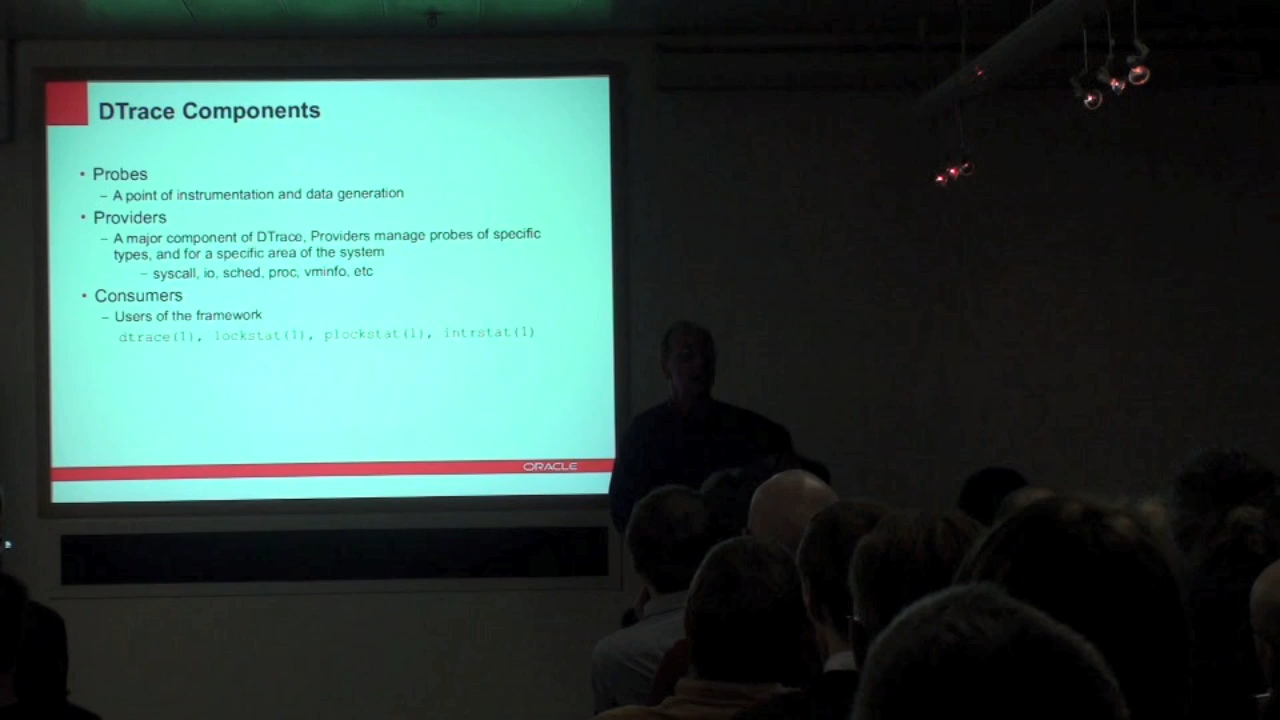 DTrace Components
• Probes
– A point of instrumentation and data generation
• Providers
– A major component of DTrace, Providers manage probes of specific
types, and for a specific area of the system
– syscall, io, sched, proc, vminfo, etc
• Consumers
– Users of the framework
dtrace(1), lockstat(1), plockstat(1), intrstat(1)
ORACLE